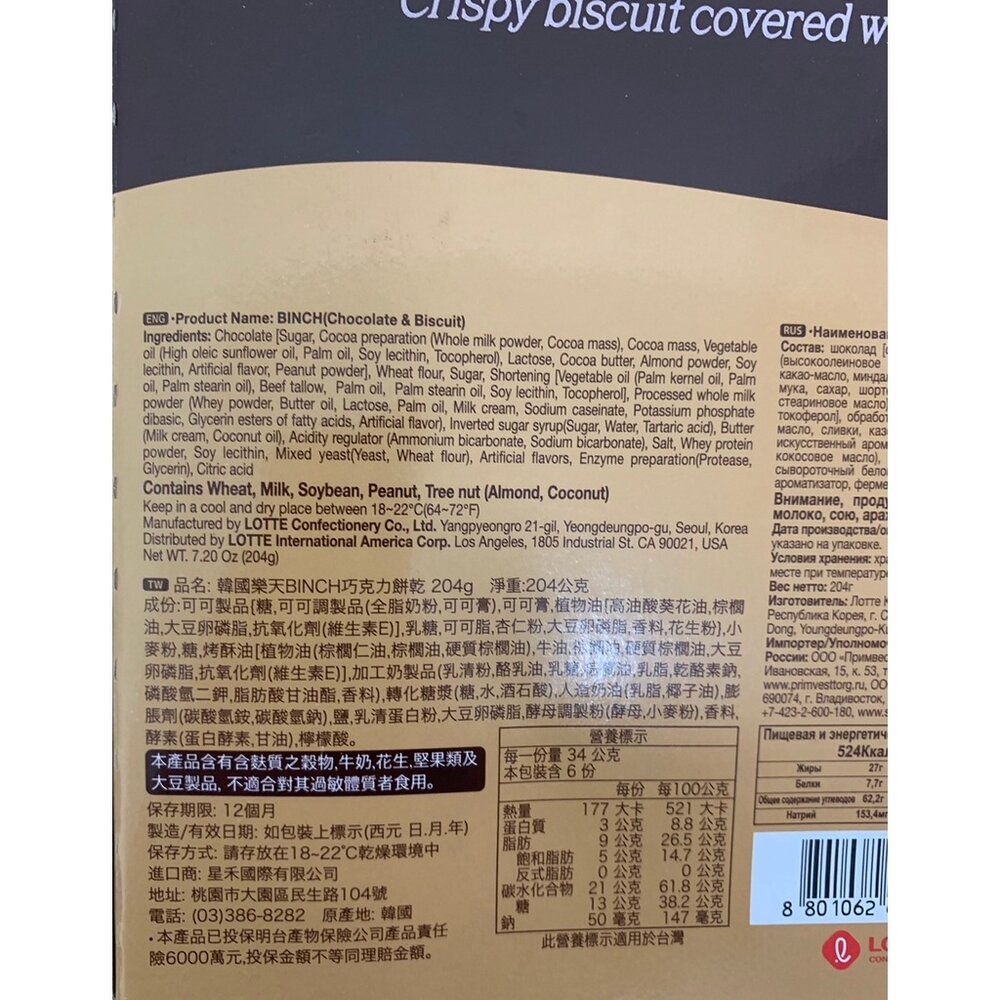 Crispy biscuit covered w
ENG ·Product Name: BINCH(Chocolate & Biscuit)
Ingredients: Chocolate [Sugar, Cocoa preparation (Whole milk powder, Cocoa mass), Cocoa mass, Vegetable
oil (High oleic sunflower oil, Palm oil, Soy lecithin, Tocopherol), Lactose, Cocoa butter, Almond powder, Soy
lecithin, Artificial flavor, Peanut powder], Wheat flour, Sugar, Shortening [Vegetable oil (Palm kernel oil, Palm
oil, Palm stearin oil), Beef tallow, Palm oil, Palm stearin oil, Soy lecithin, Tocopherol], Processed whole milk
powder (Whey powder, Butter oil, Lactose, Palm oil, Milk cream, Sodium caseinate, Potassium phosphate
dibasic, Glycerin esters of fatty acids, Artificial flavor), Inverted sugar syrup(Sugar, Water, Tartaric acid), Butter
(Milk cream, Coconut oil), Acidity regulator (Ammonium bicarbonate, Sodium bicarbonate), Salt, Whey protein
powder, Soy lecithin, Mixed yeast(Yeast, Wheat flour), Artificial flavors, Enzyme preparation(Protease,
Glycerin), Citric acid
Contains Wheat, Milk, Soybean, Peanut, Tree nut (Almond, Coconut)
Keep in a cool and dry place between 18~22°C(64~72°F)
Manufactured by LOTTE Confectionery Co., Ltd. Yangpyeongro 21-gil, Yeongdeungpo-gu, Seoul, Korea
Distributed by LOTTE International America Corp. Los Angeles, 1805 Industrial St. CA 90021, USA
Net WT. 7.20 Oz (204g)
TW 品名: 韓國樂天BINCH巧克力餅乾 204g 淨重:204公克
成份:可可製品{糖,可可調製品(全脂奶粉,可可膏),可可膏,植物油[高油酸葵花油,棕櫚
油,大豆卵磷脂,抗氧化劑(維生素E)],乳糖,可可脂,杏仁粉,大豆卵磷脂,香料,花生粉},小
麥粉,糖,烤酥油[植物油(棕櫚仁油,棕櫚油,硬質棕櫚油),牛油,棕櫚油,硬質棕櫚油,大豆
卵磷脂,抗氧化劑(維生素E)],加工奶製品(乳清粉,酪乳油,乳糖,棕櫚油,乳脂,乾酪素鈉,
磷酸氫二鉀,脂肪酸甘油酯,香料),轉化糖漿(糖,水,酒石酸),人造奶油(乳脂,椰子油),膨
脹劑(碳酸氫銨,碳酸氫鈉),鹽,乳清蛋白粉,大豆卵磷脂,酵母調製粉(酵母,小麥粉),香料,
酵素(蛋白酵素,甘油),檸檬酸。
本產品含有含麩質之穀物,牛奶,花生,堅果類及
大豆製品, 不適合對其過敏體質者食用。
保存期限: 12個月
製造/有效日期: 如包裝上標示(西元 日.月.年)
保存方式: 請存放在18~22℃乾燥環境中
進口商: 星禾國際有限公司
地址: 桃園市大園區民生路104號
電話: (03)386-8282 原產地: 韓國
·本產品已投保明台產物保險公司產品責任
險6000萬元,投保金額不等同理賠金額。
營養標示
每一份量 34 公克
本包裝含 6 份
每份 每100公克
熱量 177 大卡 521 大卡
蛋白質 3 公克 8.8 公克
脂肪 9 公克 26.5 公克
飽和脂肪 5 公克 14.7 公克
反式脂肪 0 公克 0 公克
碳水化合物 21 公克 61.8 公克
糖 13 公克 38.2 公克
鈉 50 毫克 147 毫克
此營養標示適用於台灣
RUS ·Наименова
Состав: шоколад [
(высокоолеиновое
какао-масло, минда
мука, сахар, шорт
стеариновое масло
токоферол], обработ
масло, сливки, каз
искусственный аром
кокосовое масло),
сывороточный бело
ароматизатор, ферме
Внимание, проду
молоко, сою, арах
Дата производства/о
указано на упаковке.
Условия хранения: хра
месте при температуре
Вес нетто: 204г
Изготовитель: Лотте К
Республика Корея, г. С
Dong, Youngdeungpo-Ku
Импортер/Уполномо
России: ООО «Примвес
Ивановская, 15, к. 53, т
www.primvesttorg.ru, ОО
690074, г. Владивосток,
+7-423-2-600-180, www.s
Пищевая и энергетич
524Ккал
Жиры 27г
Белки 7,7г
Общее содержание углеводов 62,2г
Натрий 153,4мг
8 801062
LO
CON